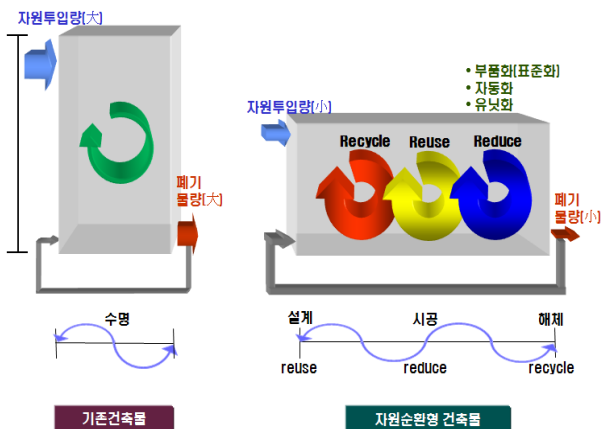 자원투입량(大)
폐기
물량(大)
수명
기존건축물
• 부품화(표준화)
• 자동화
• 유닛화
자원투입량(小)
Recycle Reuse Reduce
폐기
물량(小)
설계 시공 해체
reuse reduce recycle
자원순환형 건축물